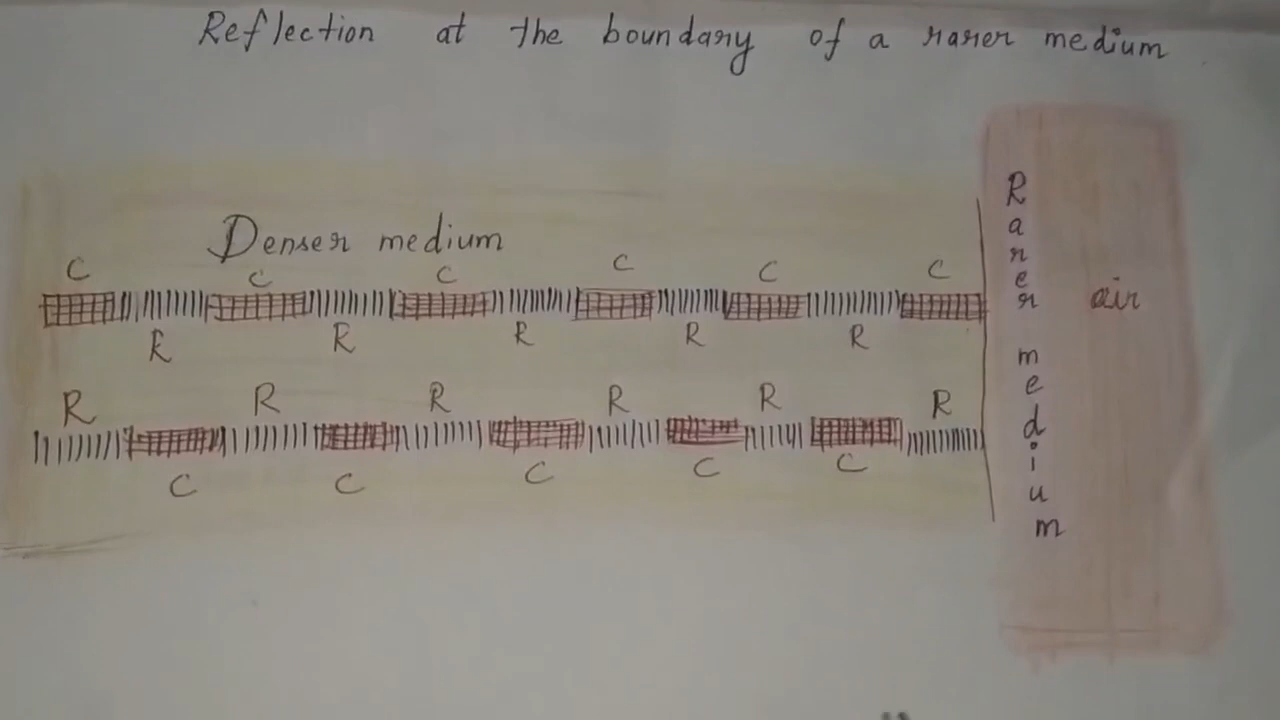 Reflection at the boundary of a rarer medium
Denser medium
C C C C C C
R R R R R
R R R R R R
C C C C C
Rarer medium
air